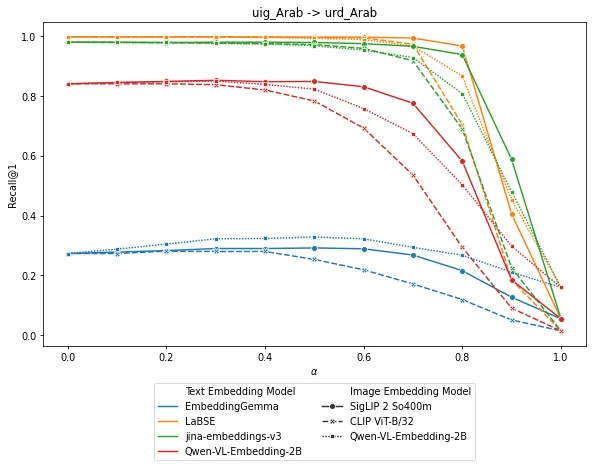 uig_Arab -> urd_Arab
Recall@1
1.0
0.8
0.6
0.4
0.2
0.0
0.0 0.2 0.4 0.6 0.8 1.0
α
Text Embedding Model
EmbeddingGemma
LaBSE
jina-embeddings-v3
Qwen-VL-Embedding-2B
Image Embedding Model
SigLIP 2 So400m
CLIP ViT-B/32
Qwen-VL-Embedding-2B